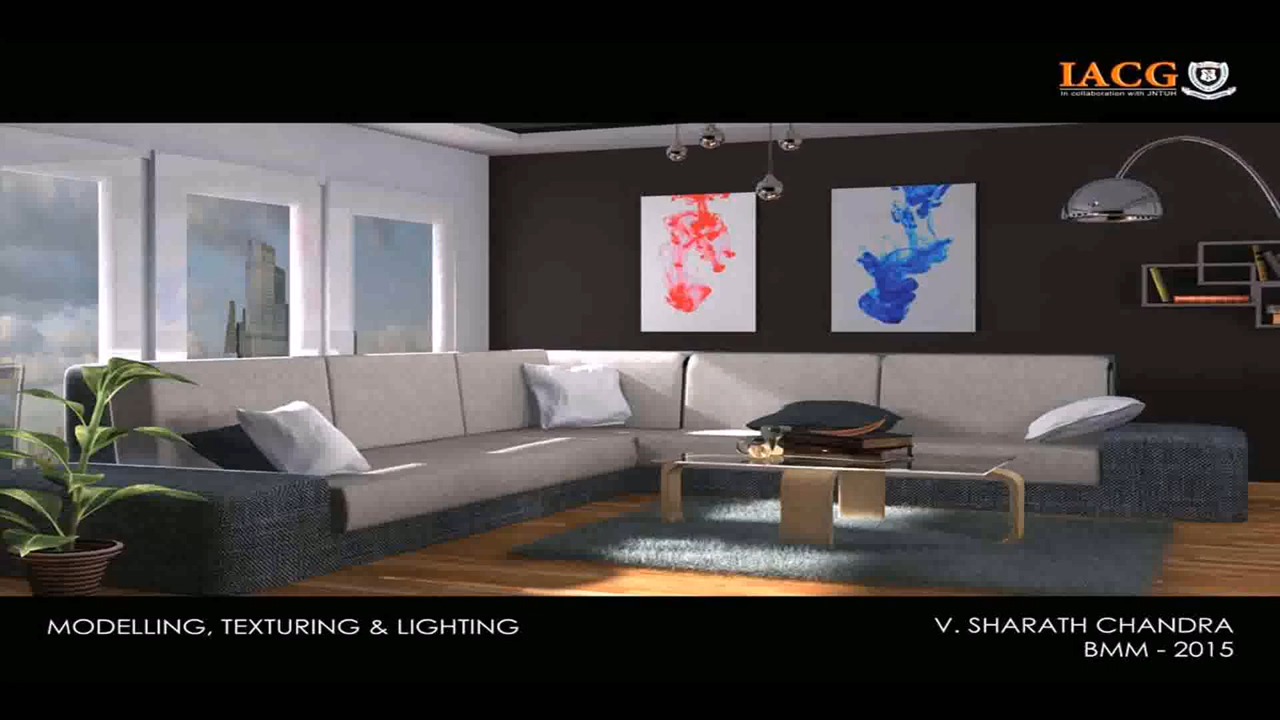 IACG
In collaboration with JNTUH
MODELLING, TEXTURING & LIGHTING
V. SHARATH CHANDRA
BMM - 2015